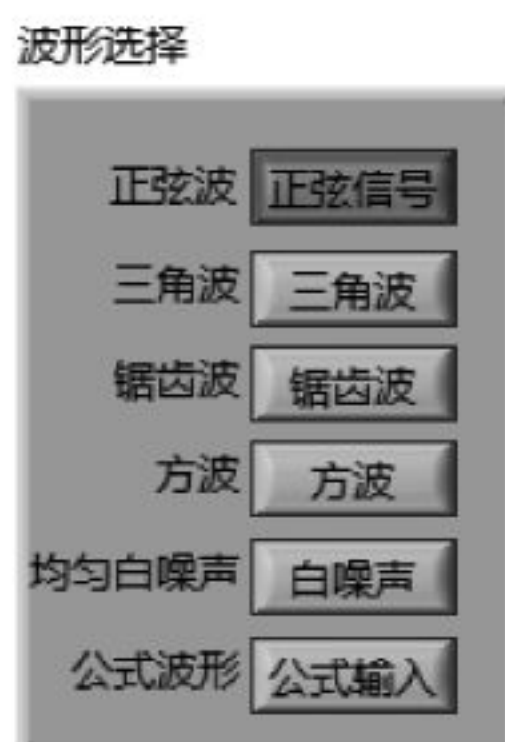 波形选择
正弦波 正弦信号
三角波 三角波
锯齿波 锯齿波
方波 方波
均匀白噪声 白噪声
公式波形 公式输入